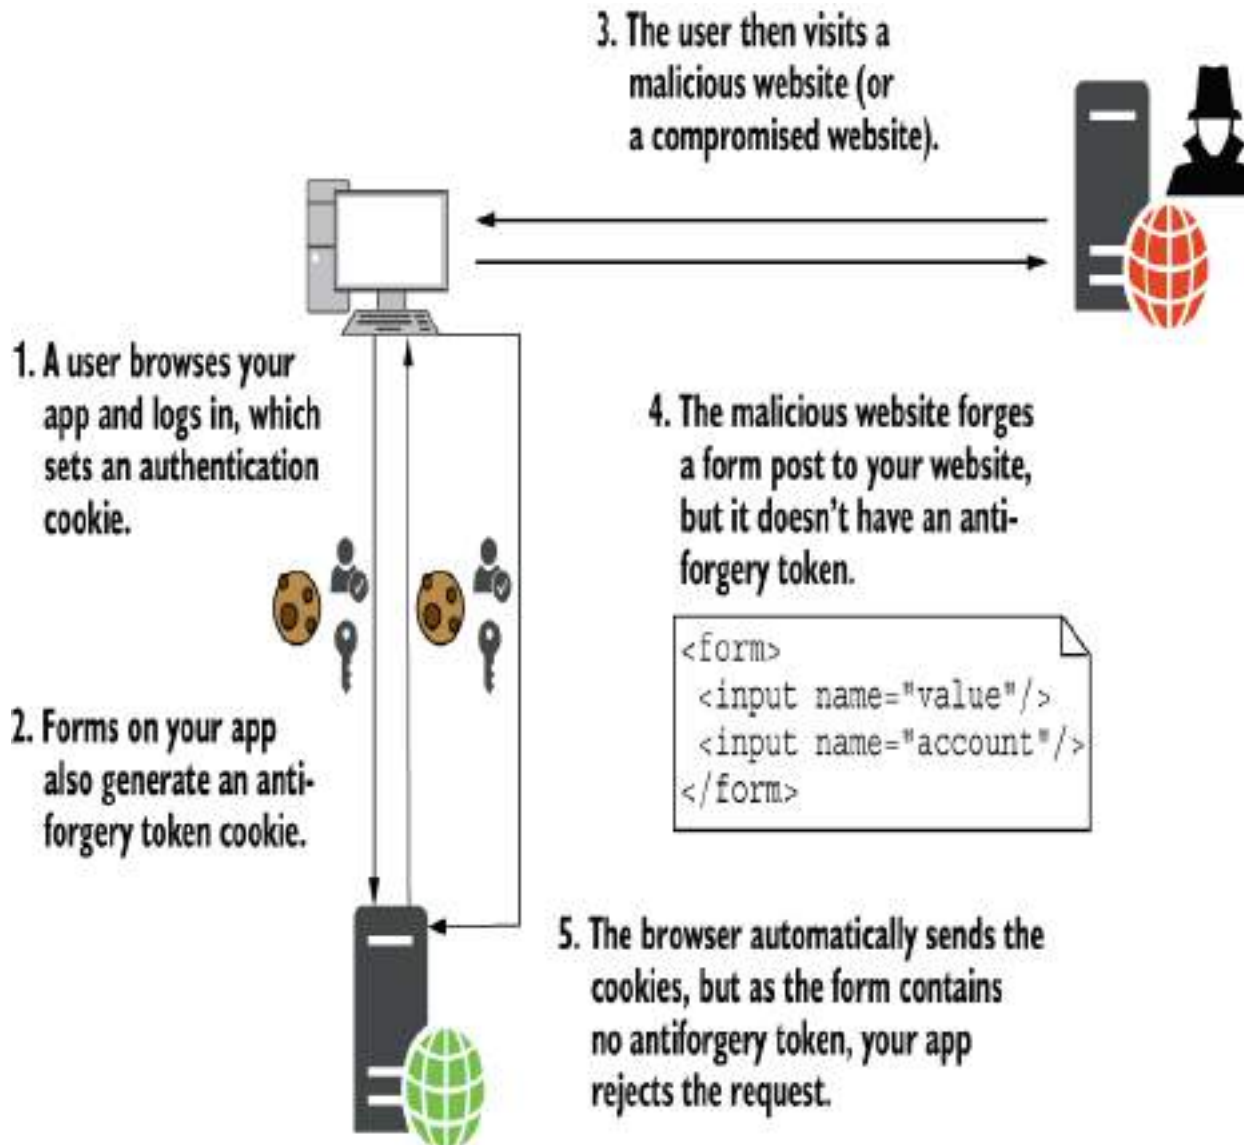 3. The user then visits a
malicious website (or
a compromised website).
1. A user browses your
app and logs in, which
sets an authentication
cookie.
2. Forms on your app
also generate an anti-
forgery token cookie.
4. The malicious website forges
a form post to your website,
but it doesn't have an anti-
forgery token.
<form>
<input name="value"/>
<input name="account"/>
</form>
5. The browser automatically sends the
cookies, but as the form contains
no antiforgery token, your app
rejects the request.